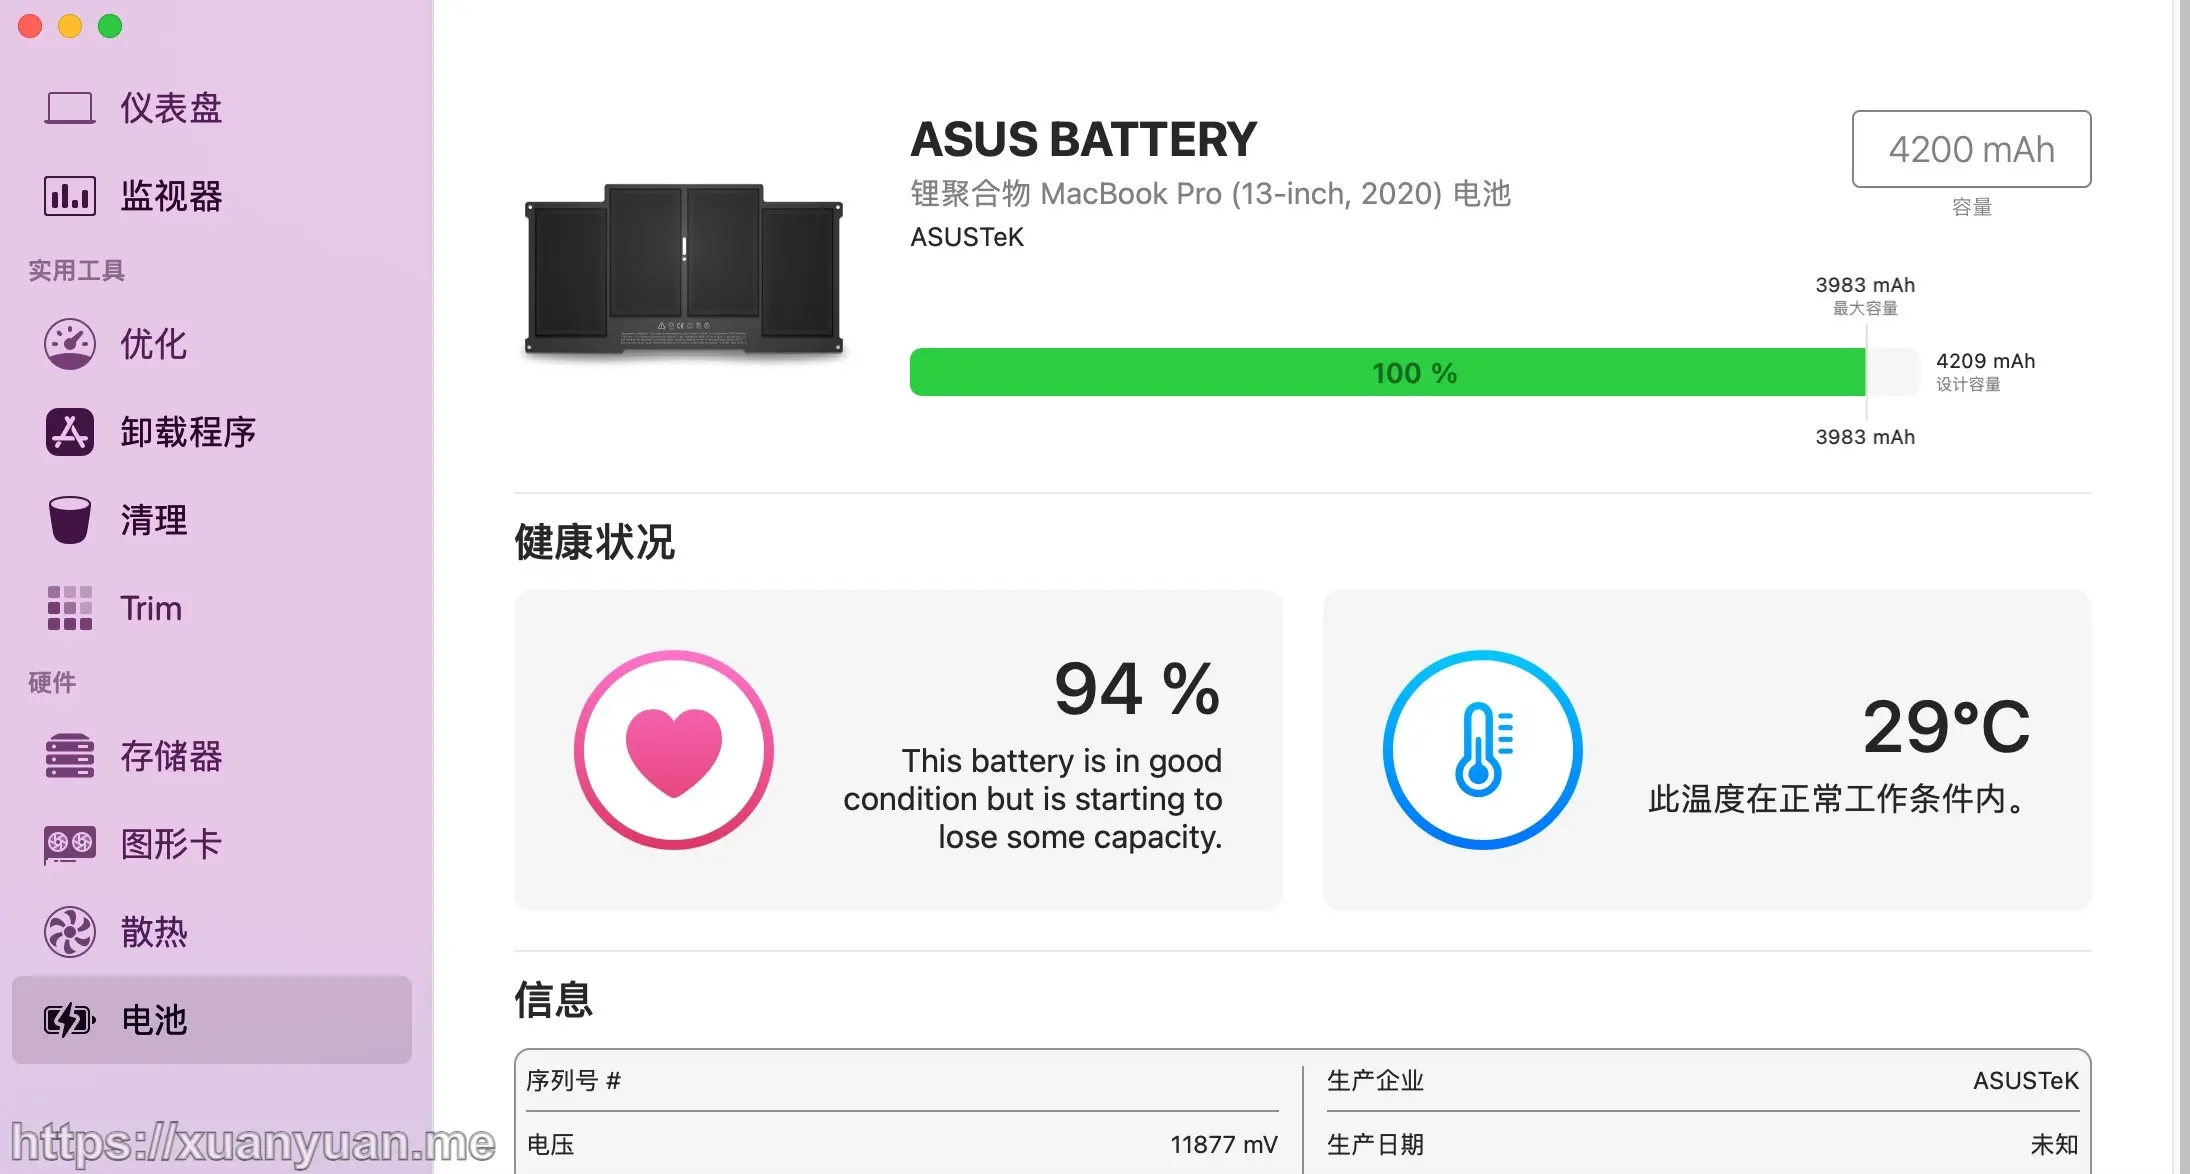 仪表盘
监视器
实用工具
优化
卸载程序
清理
Trim
硬件
存储器
图形卡
散热
电池
https://xuanyuan.me
ASUS BATTERY
锂聚合物 MacBook Pro (13-inch, 2020) 电池
ASUSTeK
4200 mAh
容量
3983 mAh
最大容量
100 %
4209 mAh
设计容量
3983 mAh
健康状况
94 %
This battery is in good
condition but is starting to
lose some capacity.
29°C
此温度在正常工作条件内。
信息
序列号 #
生产企业 ASUSTeK
电压 11877 mV
生产日期 未知